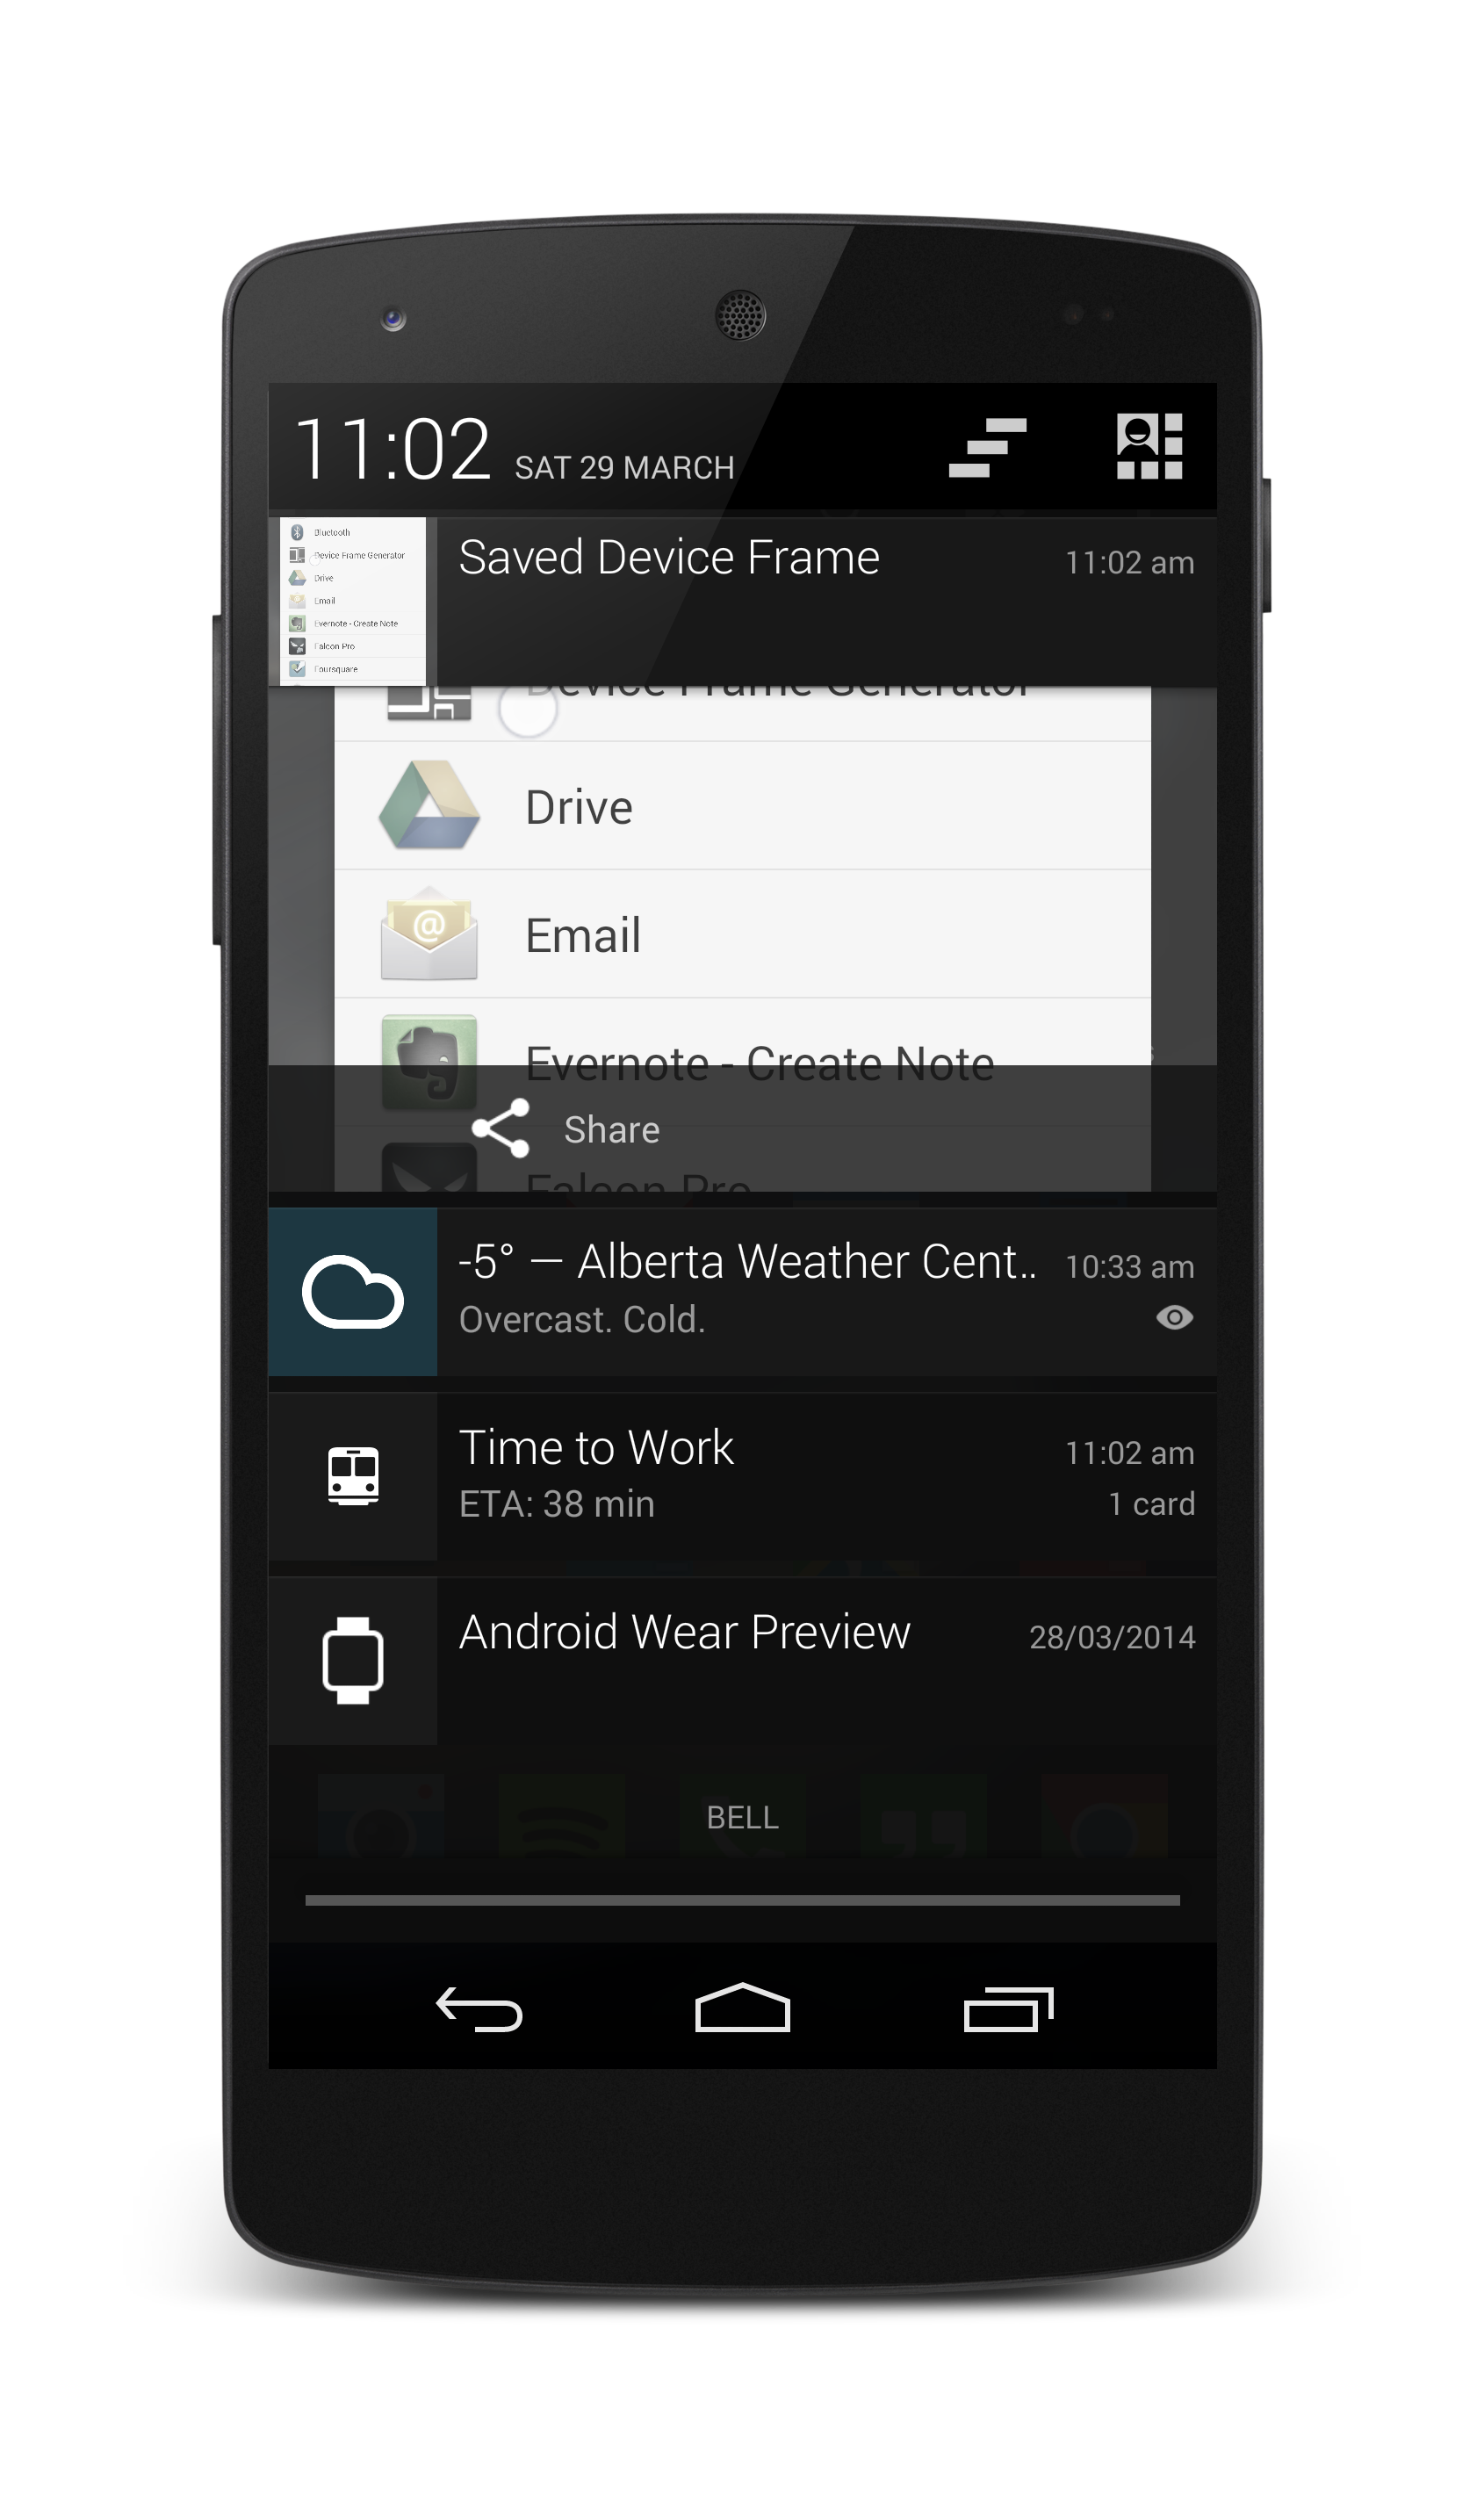 11:02 SAT 29 MARCH
Bluetooth
Device Frame Generator
Drive
Email
Evernote - Create Note
Falcon Pro
Foursquare
Saved Device Frame 11:02 am
Device Frame Generator
Drive
@
Email
Evernote - Create Note
Share
Falcon Pro
-5° — Alberta Weather Cent.. 10:33 am
Overcast. Cold.
Time to Work 11:02 am
ETA: 38 min 1 card
Android Wear Preview 28/03/2014
BELL